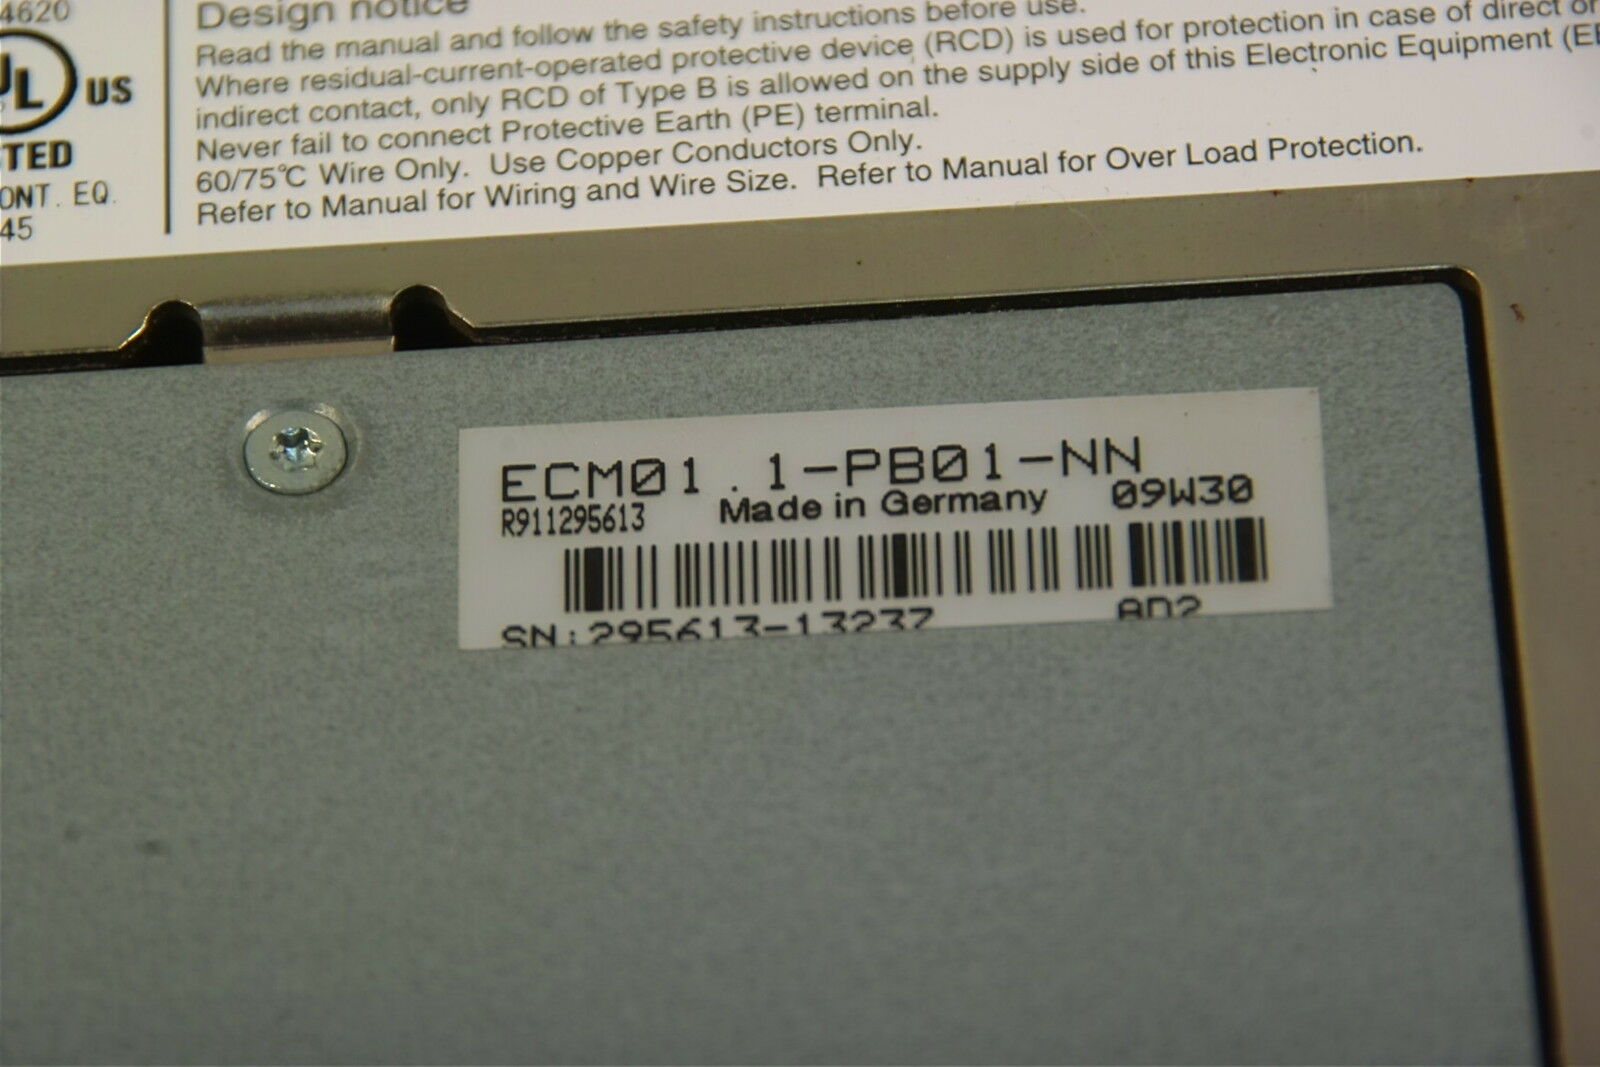 4620
UL US
TED
ONT. EQ.
45
Design notice
Read the manual and follow the safety instructions before use.
Where residual-current-operated protective device (RCD) is used for protection in case of direct or
indirect contact, only RCD of Type B is allowed on the supply side of this Electronic Equipment (EE
Never fail to connect Protective Earth (PE) terminal.
60/75°C Wire Only. Use Copper Conductors Only.
Refer to Manual for Wiring and Wire Size. Refer to Manual for Over Load Protection.
ECM01.1-PB01-NN
R911295613 Made in Germany 09W30
SN:295613-13237